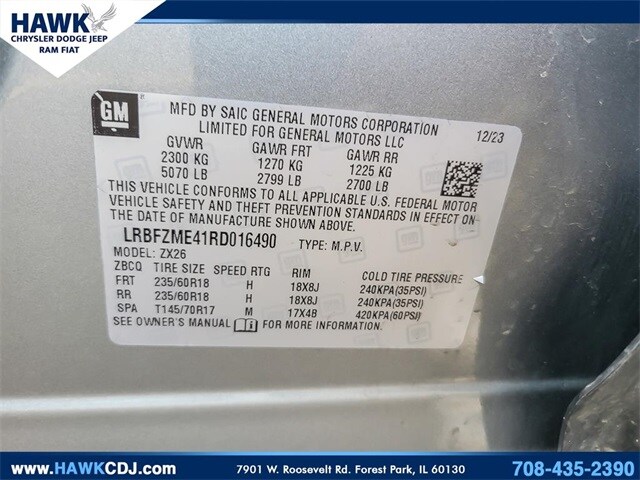 HAWK
CHRYSLER DODGE JEEP
RAM FIAT
GM
MFD BY SAIC GENERAL MOTORS CORPORATION
LIMITED FOR GENERAL MOTORS LLC
12/23
GVWR GAWR FRT GAWR RR
2300 KG 1270 KG 1225 KG
5070 LB 2799 LB 2700 LB
THIS VEHICLE CONFORMS TO ALL APPLICABLE U.S. FEDERAL MOTOR
VEHICLE SAFETY AND THEFT PREVENTION STANDARDS IN EFFECT ON
THE DATE OF MANUFACTURE SHOWN ABOVE.
LRBFZME41RD016490 TYPE: M.P.V.
MODEL: ZX26
ZBCQ TIRE SIZE SPEED RTG RIM COLD TIRE PRESSURE
FRT 235/60R18 H 18X8J 240KPA(35PSI)
RR 235/60R18 H 18X8J 240KPA(35PSI)
SPA T145/70R17 M 17X4B 420KPA(60PSI)
SEE OWNER'S MANUAL FOR MORE INFORMATION.
www.HAWKCDJ.com 7901 W. Roosevelt Rd. Forest Park, IL 60130 708-435-2390